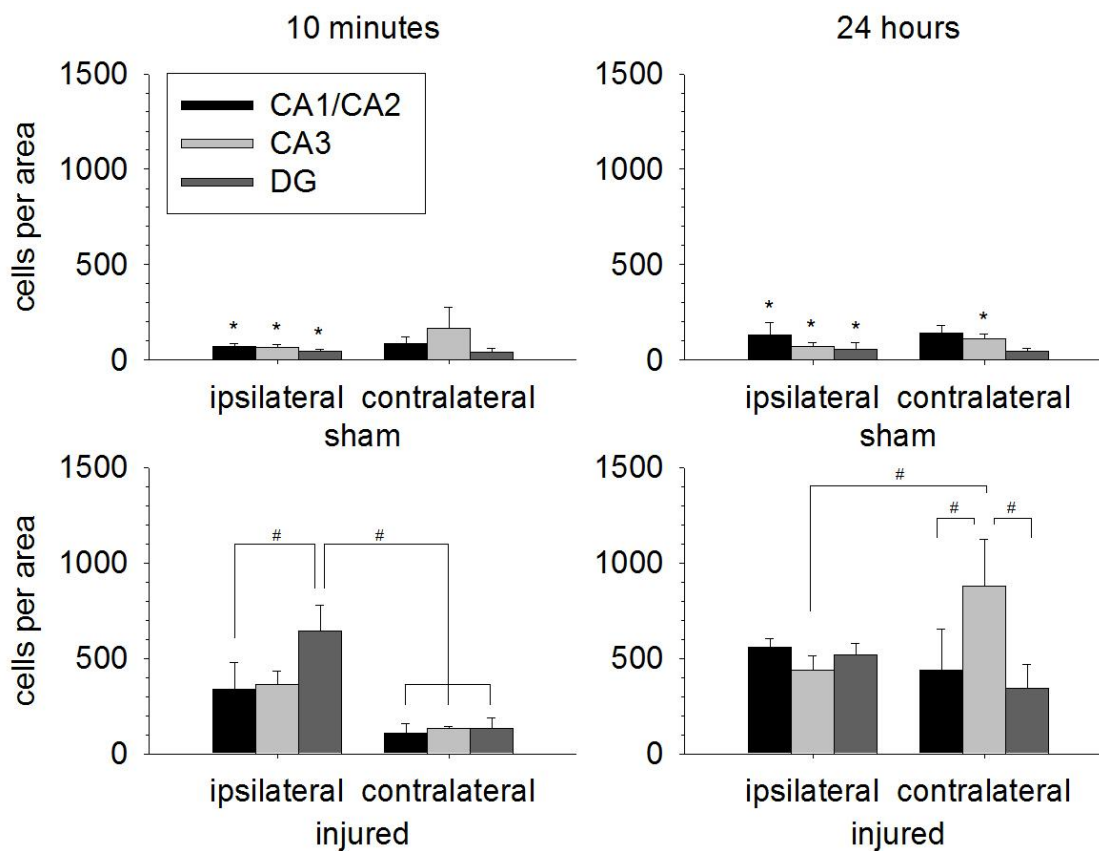 10 minutes
24 hours
cells per area
1500
1000
500
0
CA1/CA2
CA3
DG
* * *
ipsilateral contralateral
sham
1500
1000
500
0
* * * *
ipsilateral contralateral
sham
cells per area
1500
1000
500
0
# #
ipsilateral contralateral
injured
1500
1000
500
0
#
# #
ipsilateral contralateral
injured